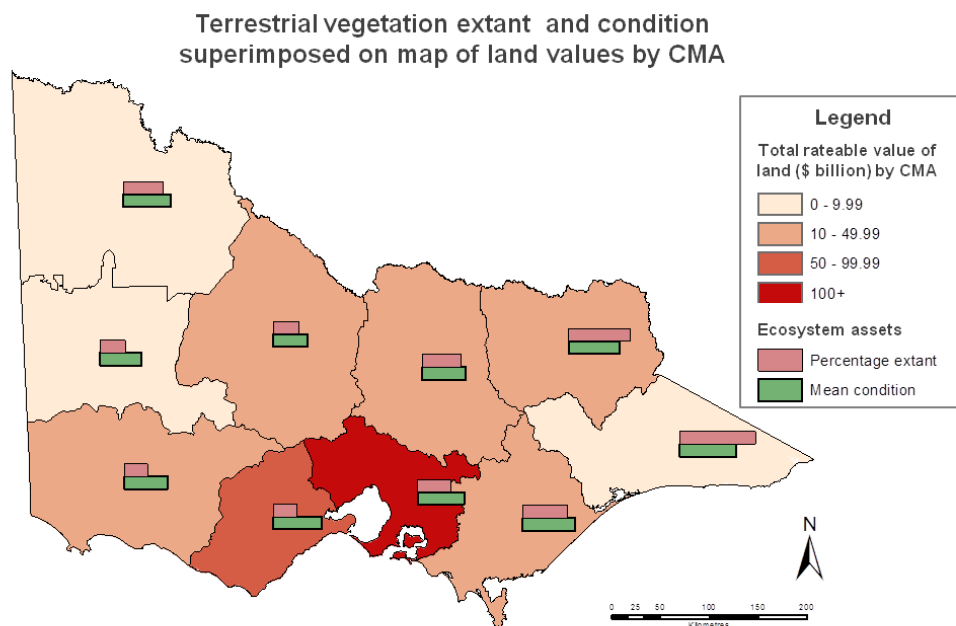 Terrestrial vegetation extant and condition
superimposed on map of land values by CMA
Legend
Total rateable value of
land ($ billion) by CMA
0 - 9.99
10 - 49.99
50 - 99.99
100+
Ecosystem assets
Percentage extant
Mean condition
N
0 25 50 100 150 200
Kilometres